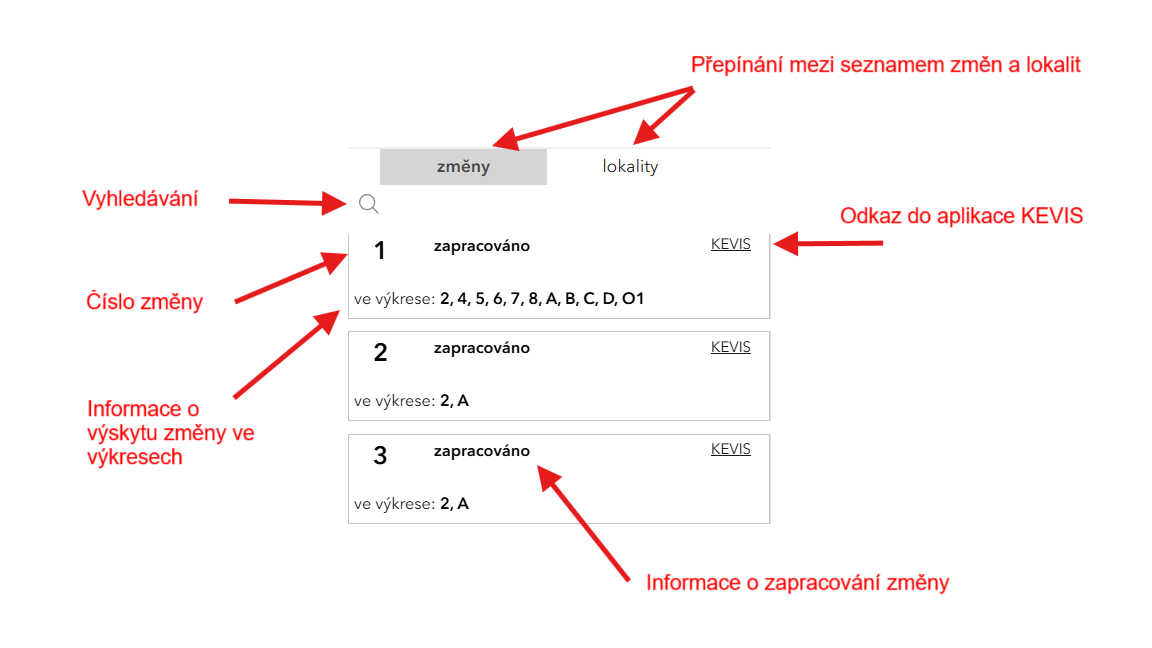 Přepínání mezi seznamem změn a lokalit
změny
lokality
Vyhledávání
Odkaz do aplikace KEVIS
1
zapracováno
KEVIS
Číslo změny
ve výkrese: 2, 4, 5, 6, 7, 8, A, B, C, D, O1
2
zapracováno
KEVIS
ve výkrese: 2, A
Informace o
výskytu změny ve
výkresech
3
zapracováno
KEVIS
ve výkrese: 2, A
Informace o zapracování změny